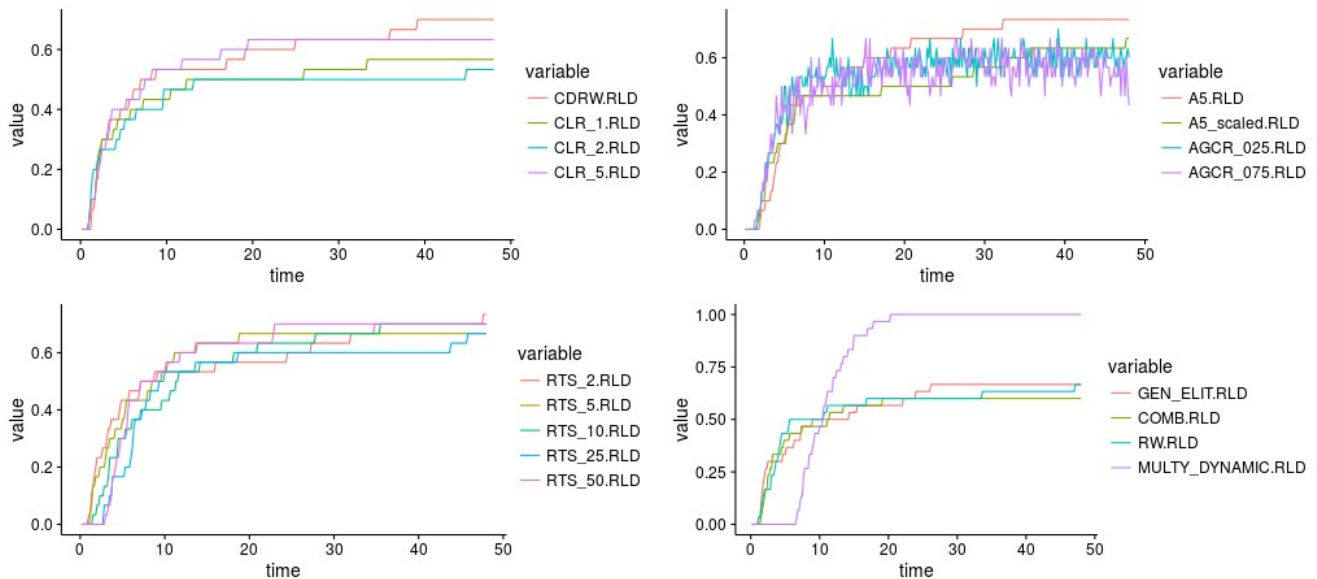 value
0.6
0.4
0.2
0.0
0 10 20 30 40 50
time
variable
CDRW.RLD
CLR_1.RLD
CLR_2.RLD
CLR_5.RLD
value
0.6
0.4
0.2
0.0
0 10 20 30 40 50
time
variable
A5.RLD
A5_scaled.RLD
AGCR_025.RLD
AGCR_075.RLD
value
0.6
0.4
0.2
0.0
0 10 20 30 40 50
time
variable
RTS_2.RLD
RTS_5.RLD
RTS_10.RLD
RTS_25.RLD
RTS_50.RLD
value
1.00
0.75
0.50
0.25
0.00
0 10 20 30 40 50
time
variable
GEN_ELIT.RLD
COMB.RLD
RW.RLD
MULTY_DYNAMIC.RLD